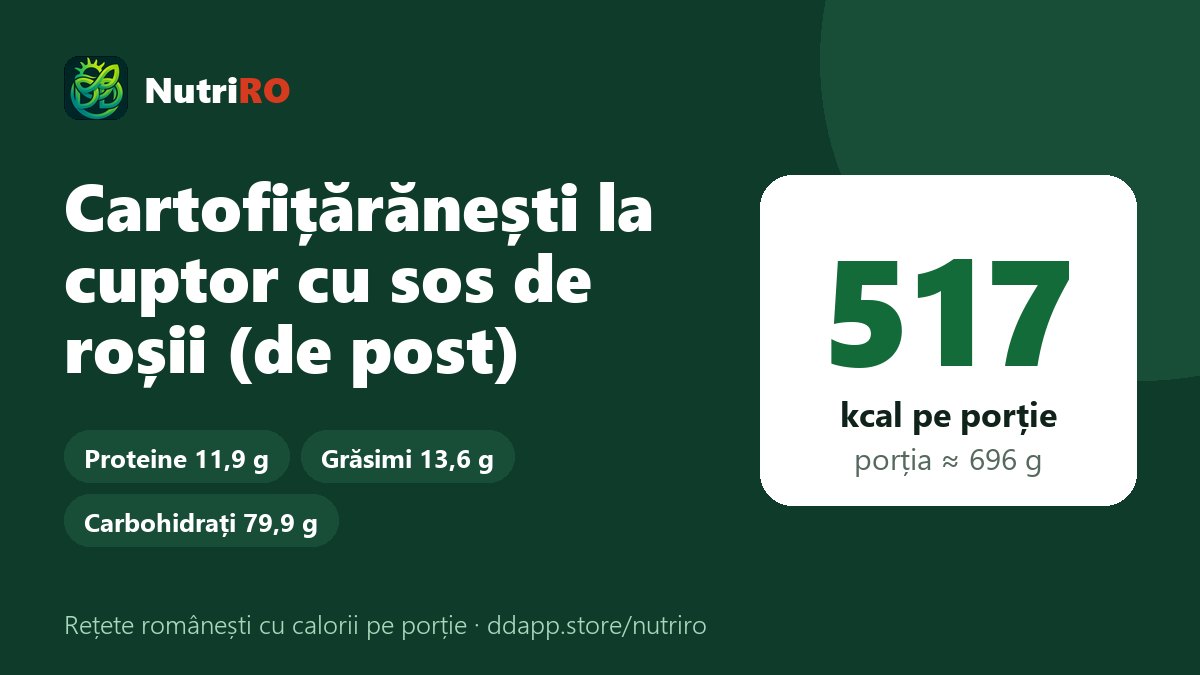 NutriRO
Cartofițărănești la
cuptor cu sos de
roșii (de post)
517
kcal pe porție
porția ≈ 696 g
Proteine 11,9 g
Grăsimi 13,6 g
Carbohidrați 79,9 g
Rețete românești cu calorii pe porție · ddapp.store/nutriro